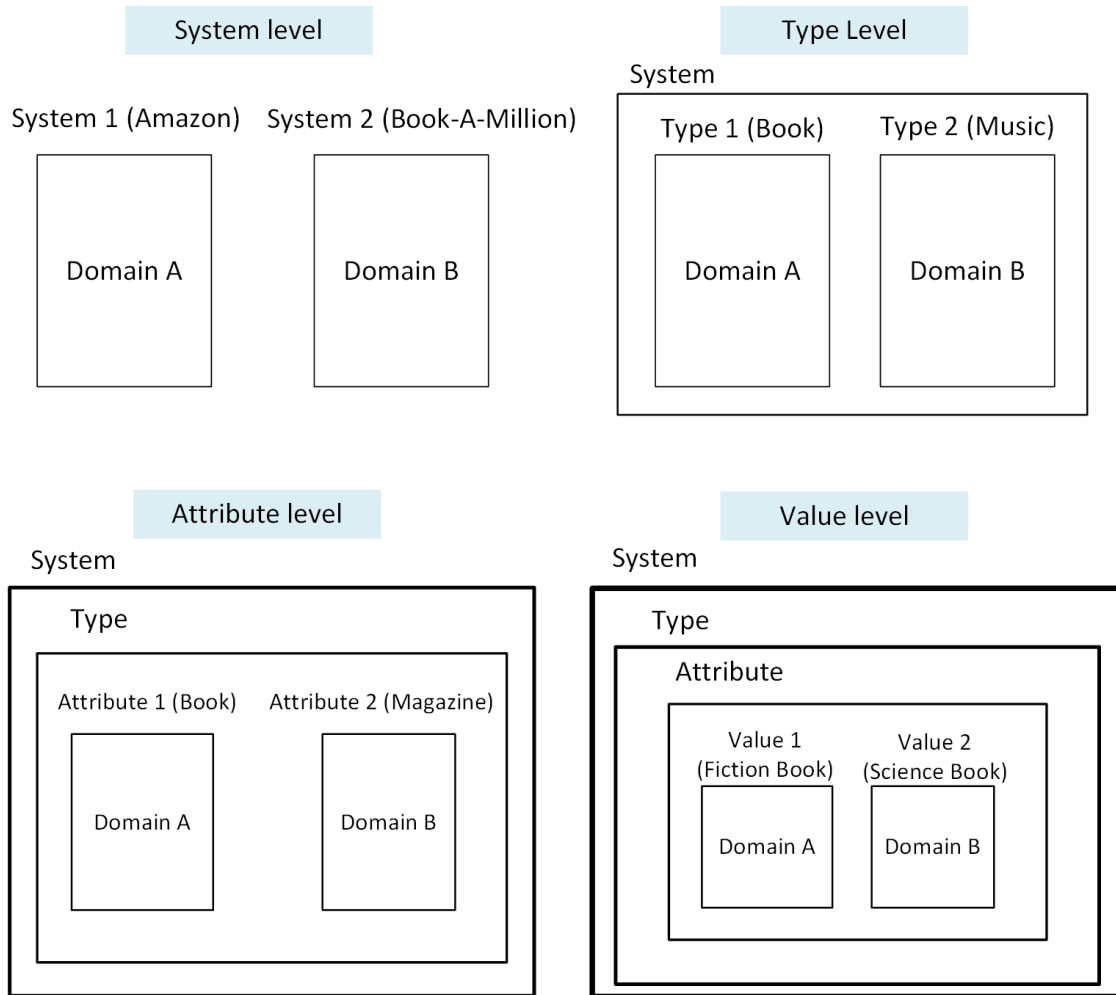 System level
System 1 (Amazon)
System 2 (Book-A-Million)
Domain A
Domain B
Type Level
System
Type 1 (Book)
Type 2 (Music)
Domain A
Domain B
Attribute level
System
Type
Attribute 1 (Book)
Attribute 2 (Magazine)
Domain A
Domain B
Value level
System
Type
Attribute
Value 1
(Fiction Book)
Value 2
(Science Book)
Domain A
Domain B